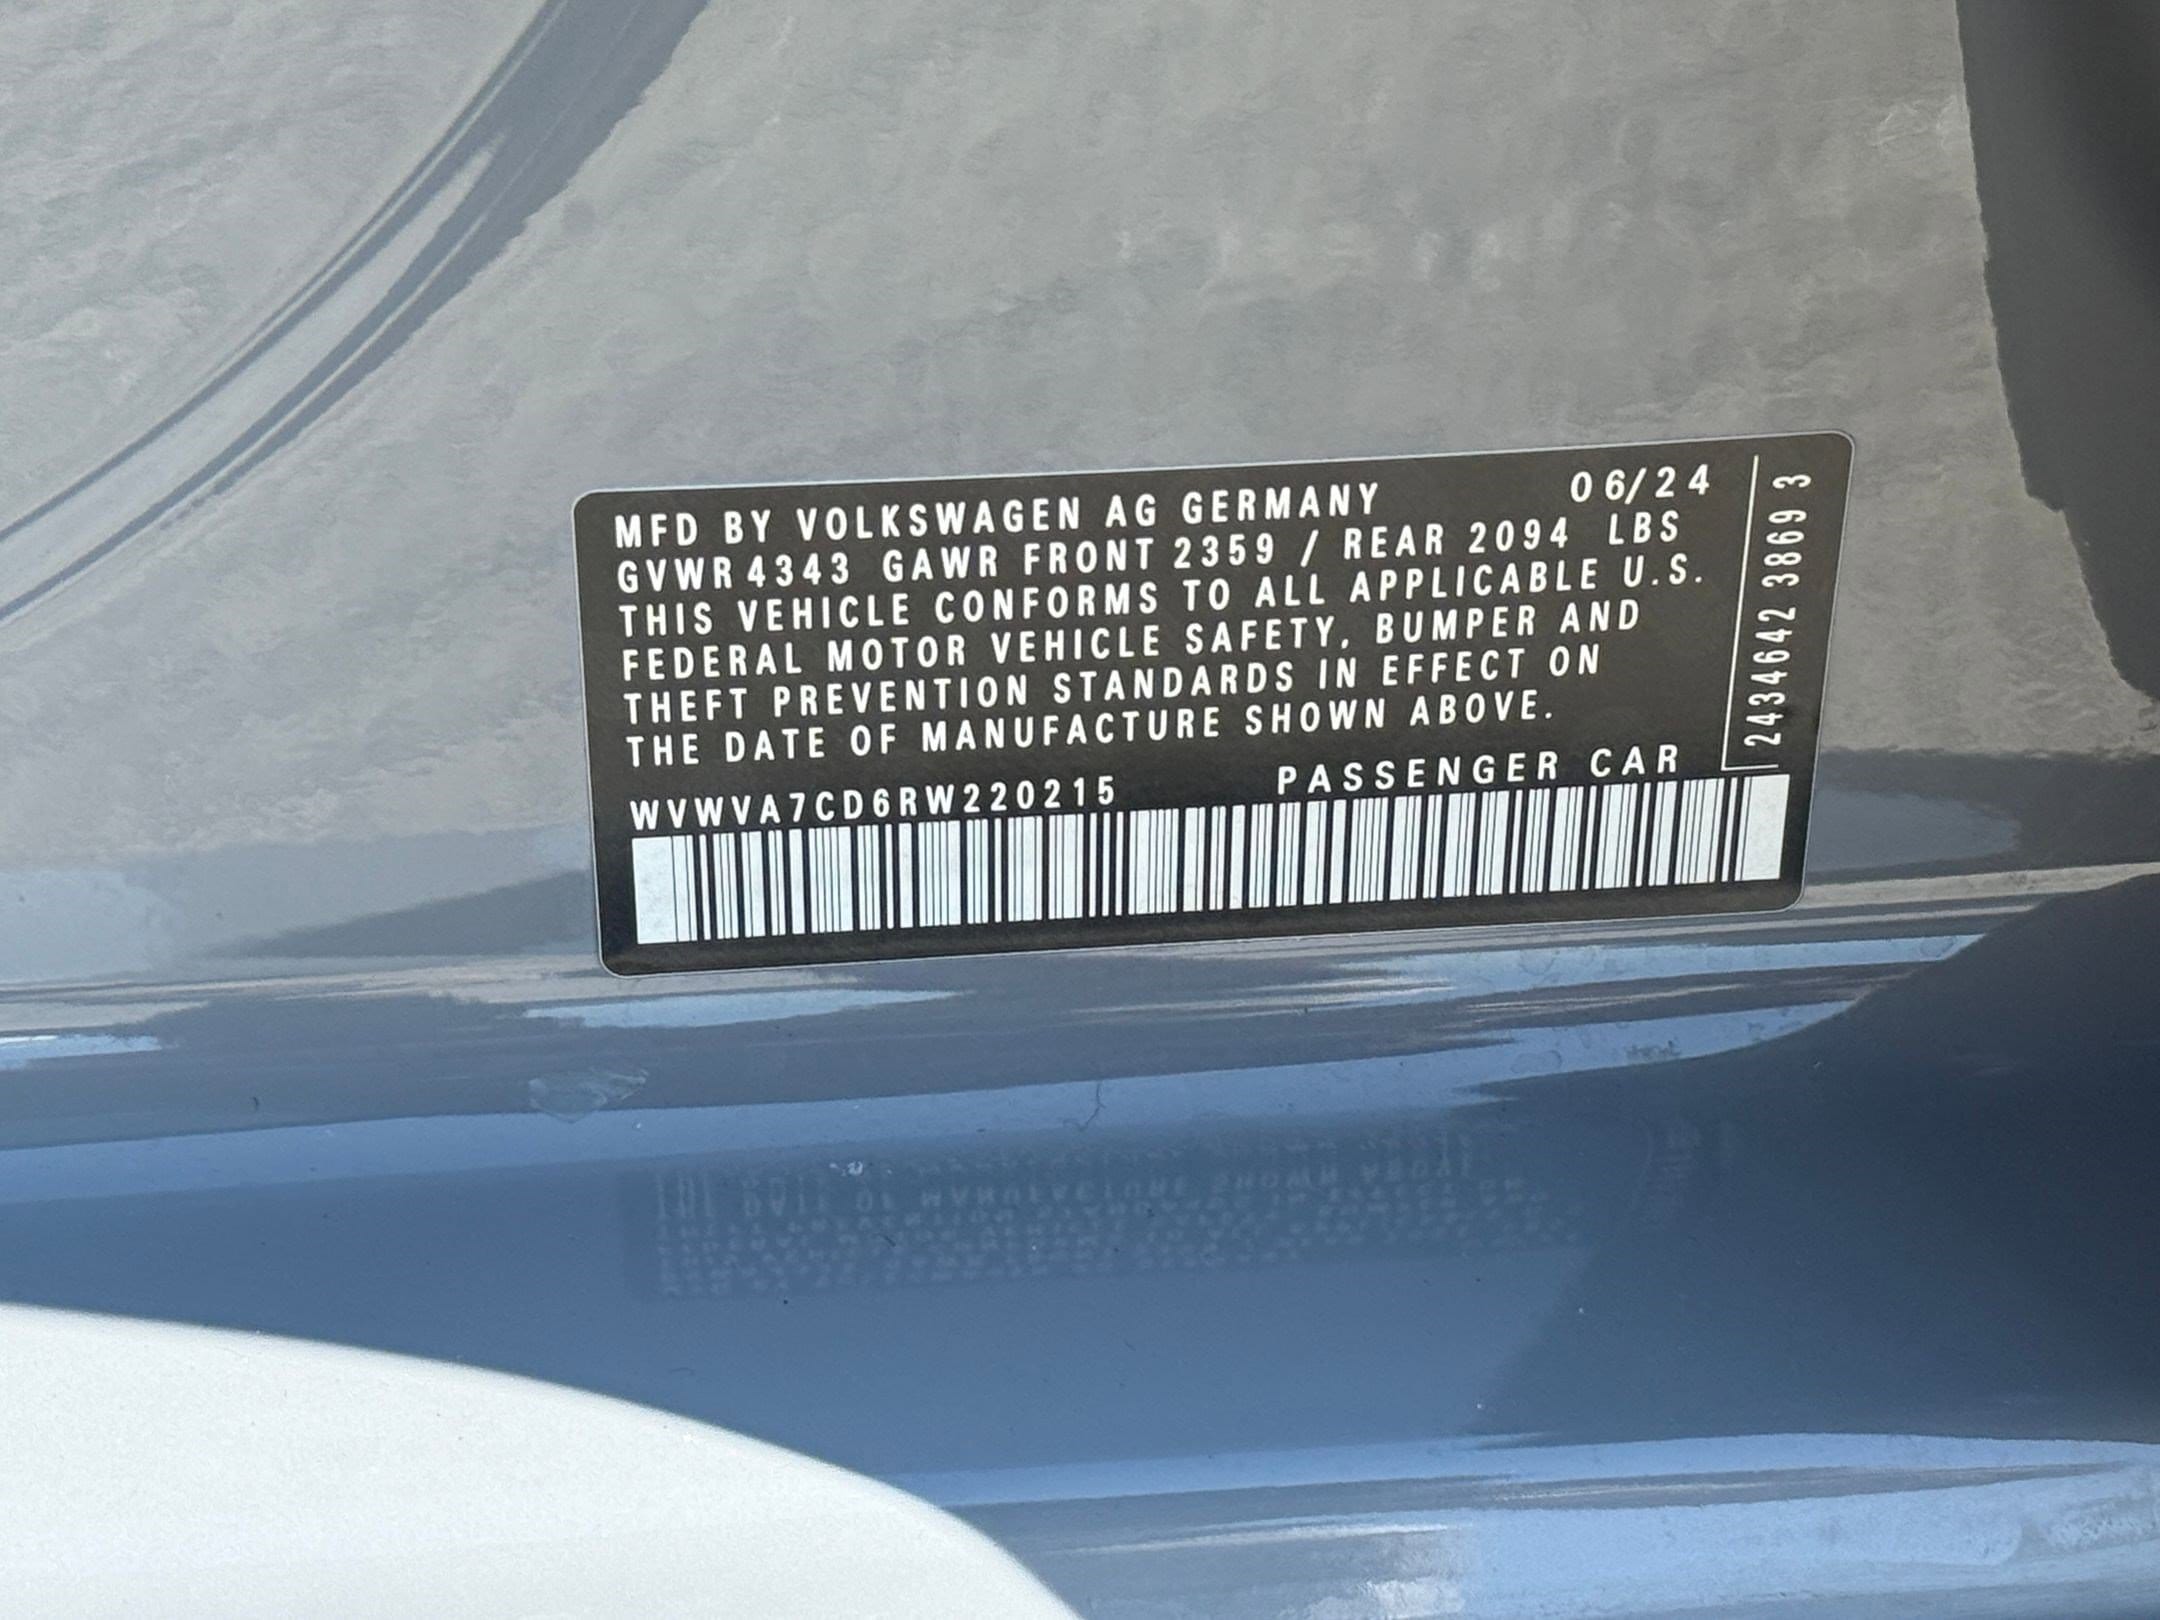 MFD BY VOLKSWAGEN AG GERMANY 06/24
GVWR 4343 GAWR FRONT 2359 / REAR 2094 LBS
THIS VEHICLE CONFORMS TO ALL APPLICABLE U.S.
FEDERAL MOTOR VEHICLE SAFETY, BUMPER AND
THEFT PREVENTION STANDARDS IN EFFECT ON
THE DATE OF MANUFACTURE SHOWN ABOVE.
WVWVA7CD6RW220215 PASSENGER CAR
2434642 3869 3